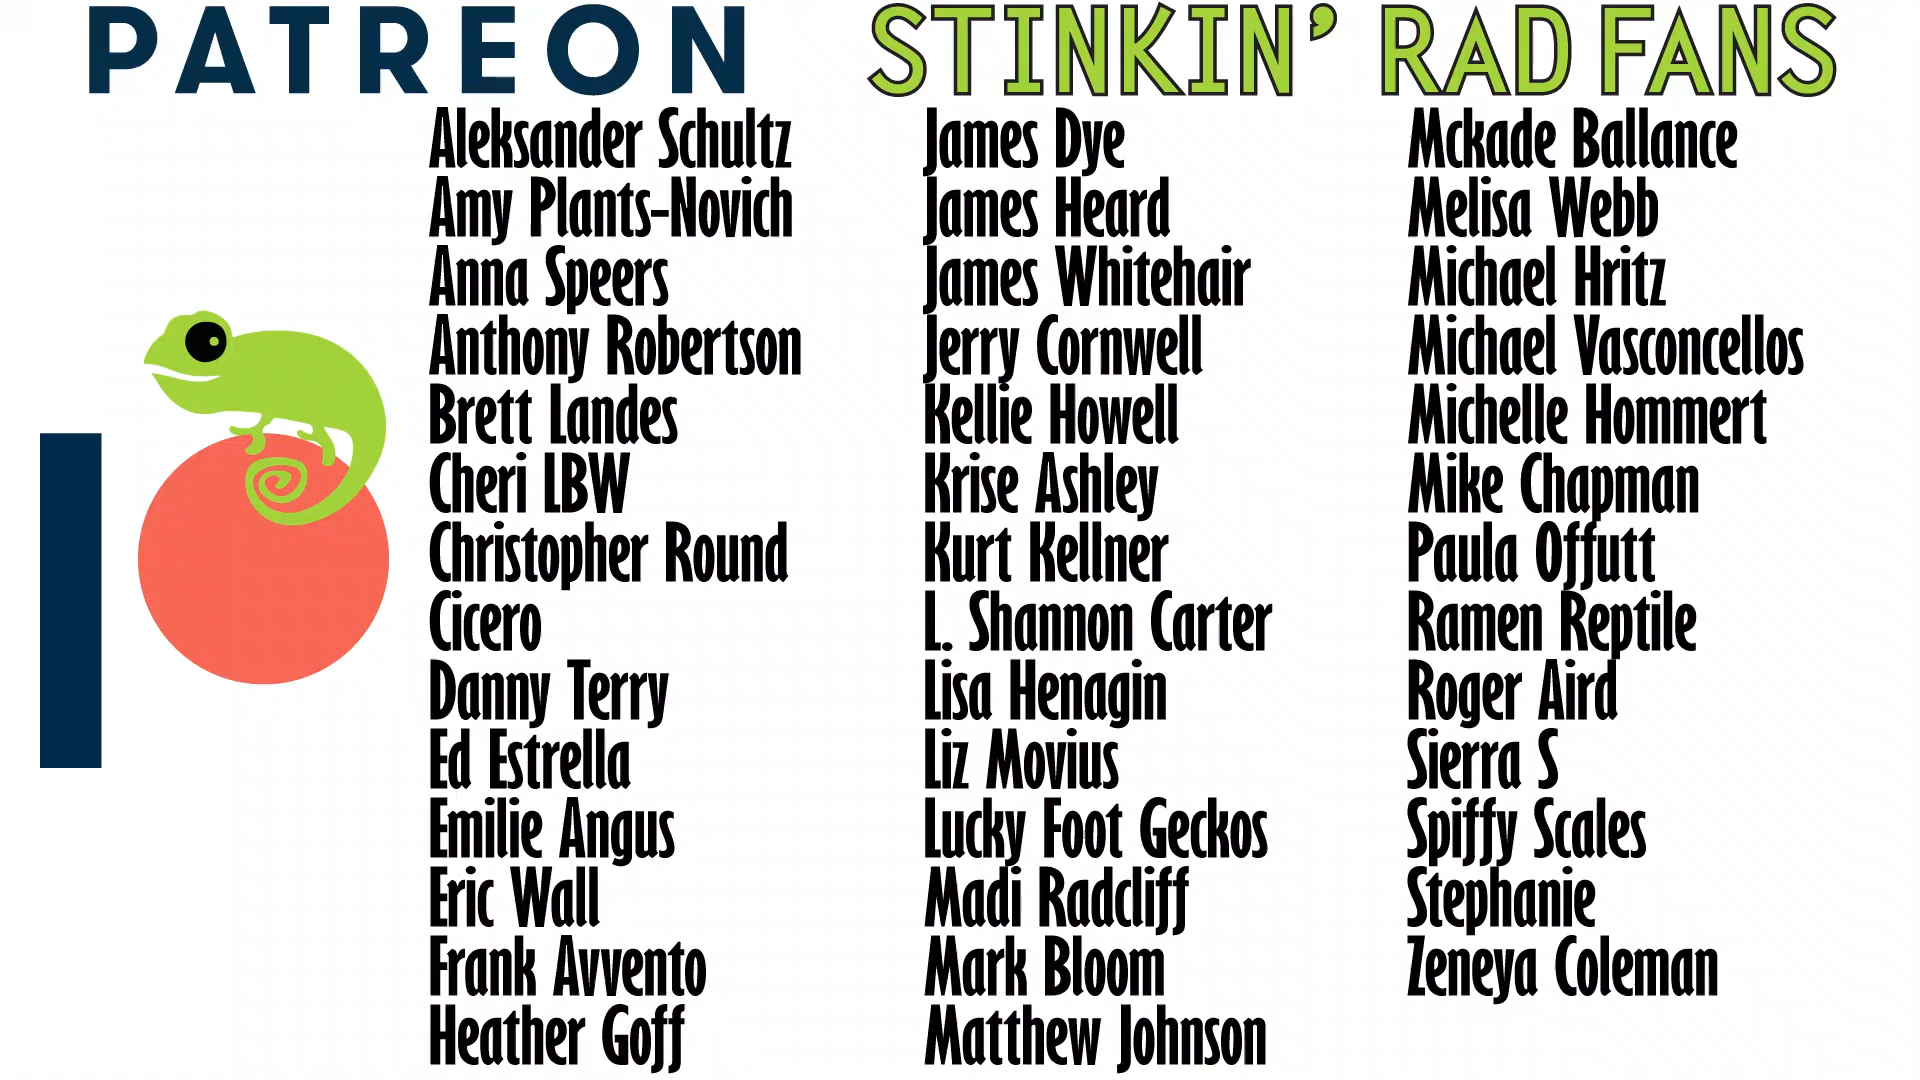 PATREON STINKIN' RAD FANS
Aleksander Schultz
Amy Plants-Novich
Anna Speers
Anthony Robertson
Brett Landes
Cheri LBW
Christopher Round
Cicero
Danny Terry
Ed Estrella
Emilie Angus
Eric Wall
Frank Avvento
Heather Goff
James Dye
James Heard
James Whitehair
Jerry Cornwell
Kellie Howell
Krise Ashley
Kurt Kellner
L. Shannon Carter
Lisa Henagin
Liz Movius
Lucky Foot Geckos
Madi Radcliff
Mark Bloom
Matthew Johnson
Mckade Ballance
Melisa Webb
Michael Hritz
Michael Vasconcellos
Michelle Hommert
Mike Chapman
Paula Offutt
Ramen Reptile
Roger Aird
Sierra S
Spiffy Scales
Stephanie
Zeneya Coleman